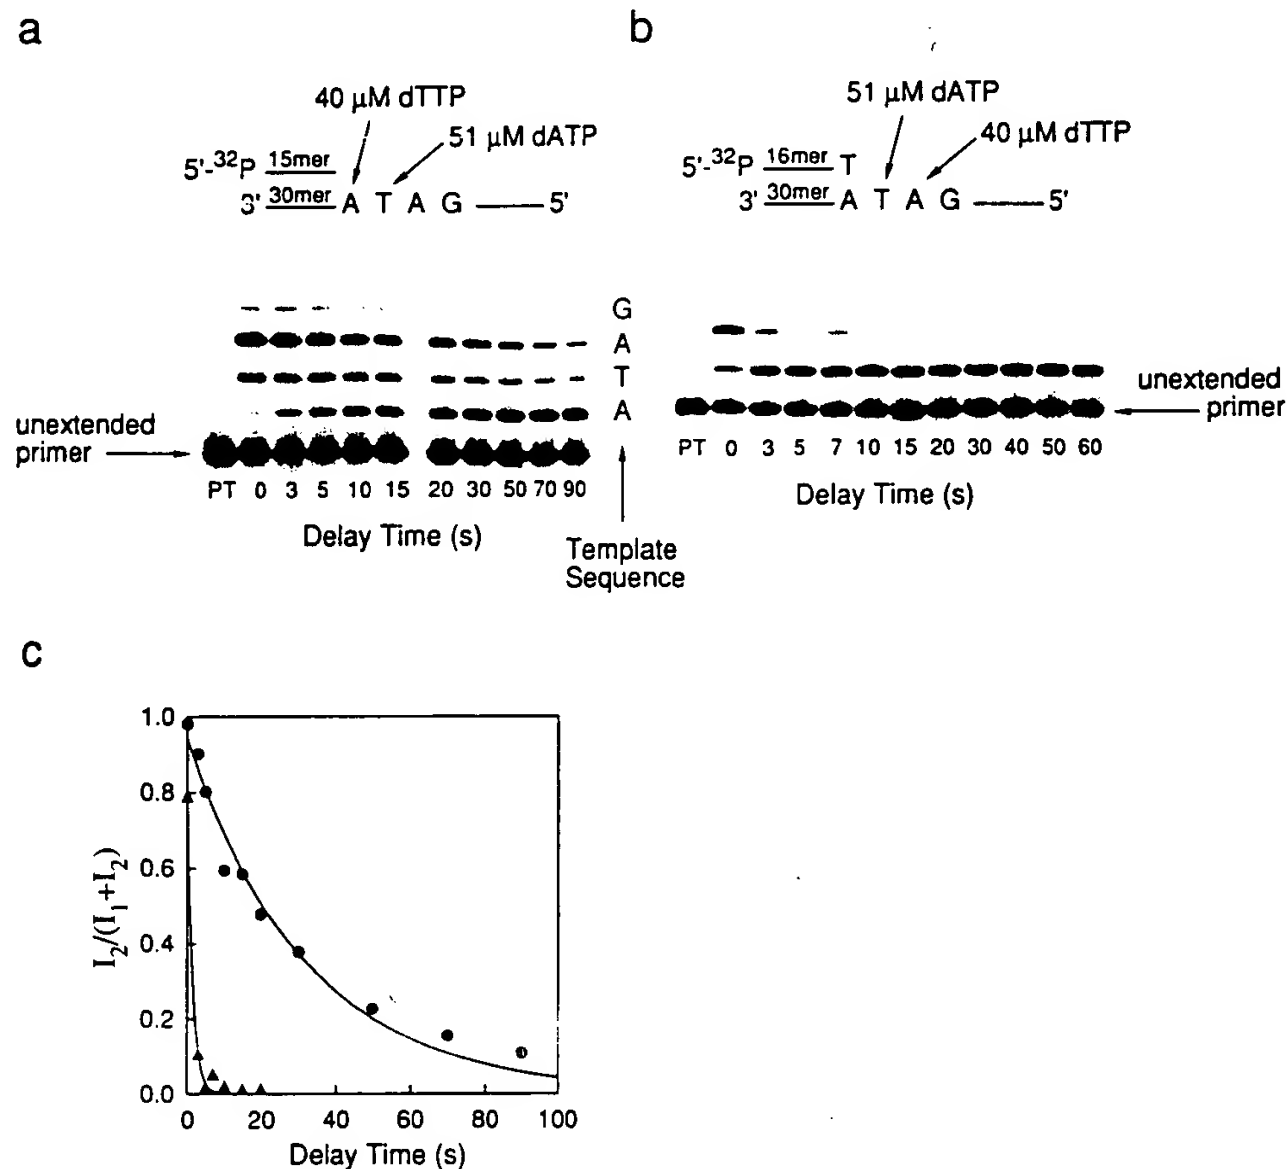 a
40 μM dTTP
51 μM dATP
5'-³²P 15mer
3' 30mer A T A G 5'
unextended
primer
G
A
T
A
PT 0 3 5 10 15 20 30 50 70 90
Delay Time (s)
Template
Sequence
b
51 μM dATP
40 μM dTTP
5'-³²P 16mer T
3' 30mer A T A G 5'
unextended
primer
PT 0 3 5 7 10 15 20 30 40 50 60
Delay Time (s)
c
I₂/(I₁+I₂)
1.0
0.8
0.6
0.4
0.2
0.0
0 20 40 60 80 100
Delay Time (s)